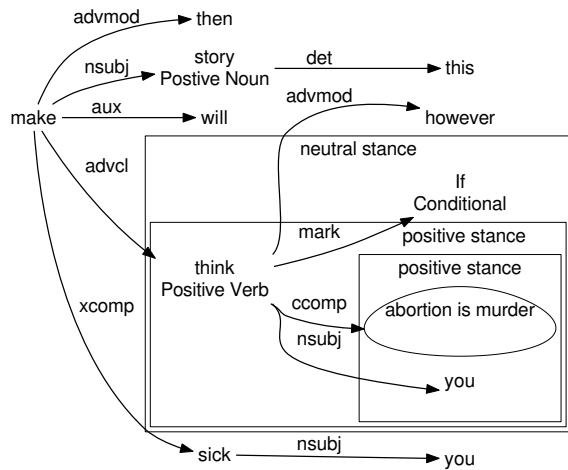 advmod
then
story
Postive Noun
det
this
nsubj
advmod
make
aux
will
however
neutral stance
advcl
If
Conditional
mark
positive stance
think
Positive Verb
positive stance
xcomp
ccomp
abortion is murder
nsubj
you
sick
nsubj
you